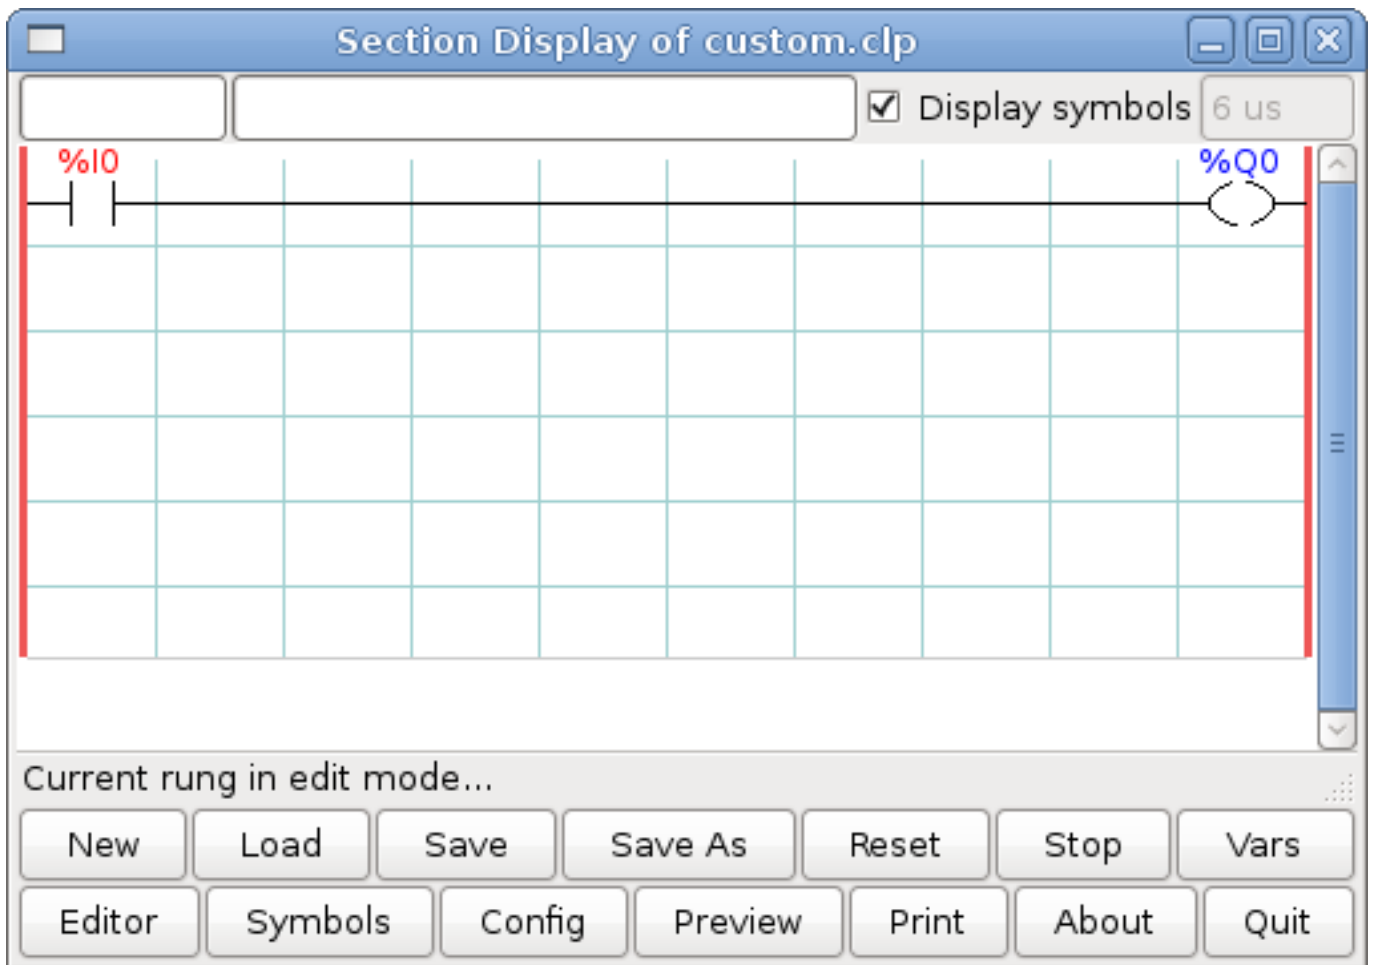 Section Display of custom.clp
Display symbols 6 us
%I0 %Q0
Current rung in edit mode...
New Load Save Save As Reset Stop Vars
Editor Symbols Config Preview Print About Quit